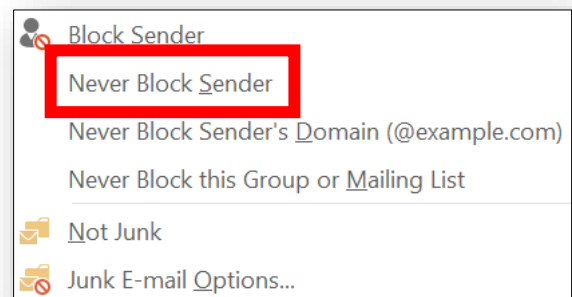 Block Sender
Never Block Sender
Never Block Sender's Domain (@example.com)
Never Block this Group or Mailing List
Not Junk
Junk E-mail Options...